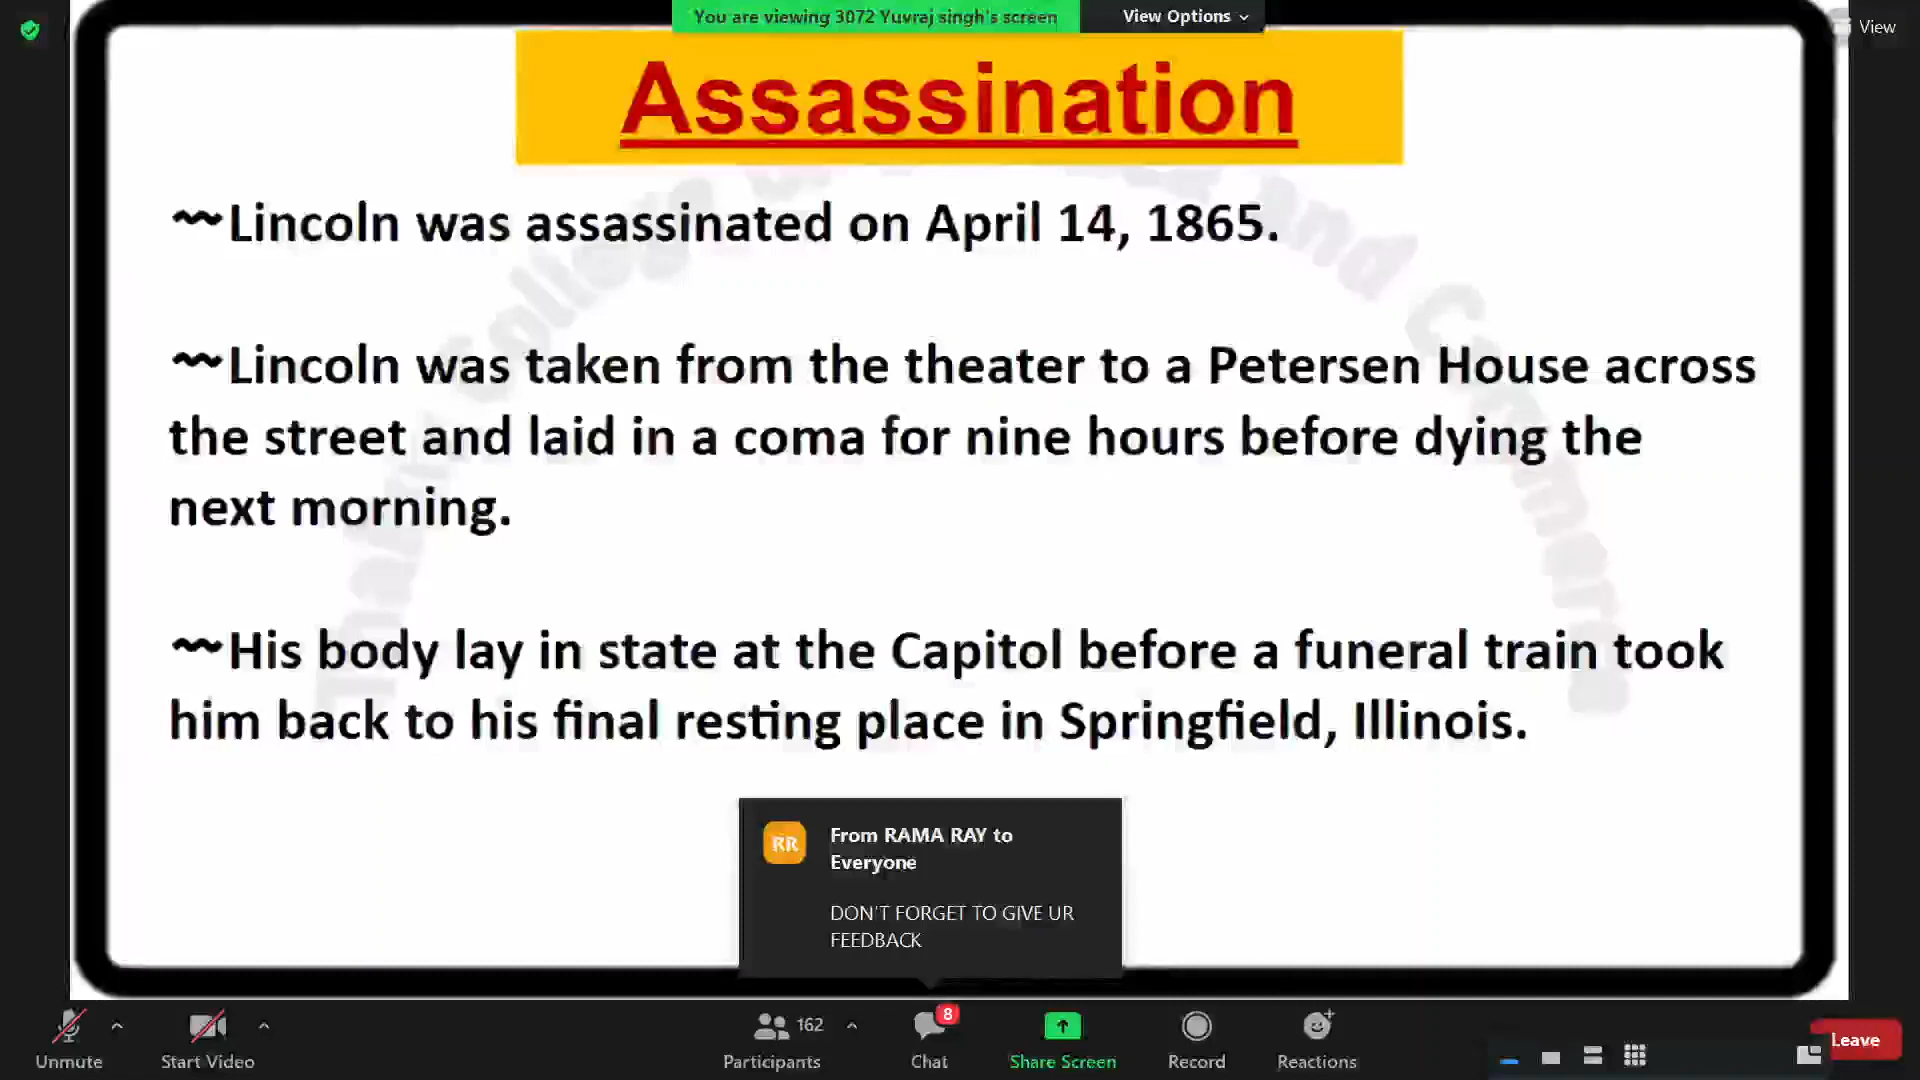 You are viewing 3072 Yuvraj singh's screen
View Options
View
Assassination
Lincoln was assassinated on April 14, 1865.
Lincoln was taken from the theater to a Petersen House across
the street and laid in a coma for nine hours before dying the
next morning.
His body lay in state at the Capitol before a funeral train took
him back to his final resting place in Springfield, Illinois.
RR
From RAMA RAY to
Everyone
DON'T FORGET TO GIVE UR
FEEDBACK
162
8
Unmute
Start Video
Participants
Chat
Share Screen
Record
Reactions
Leave